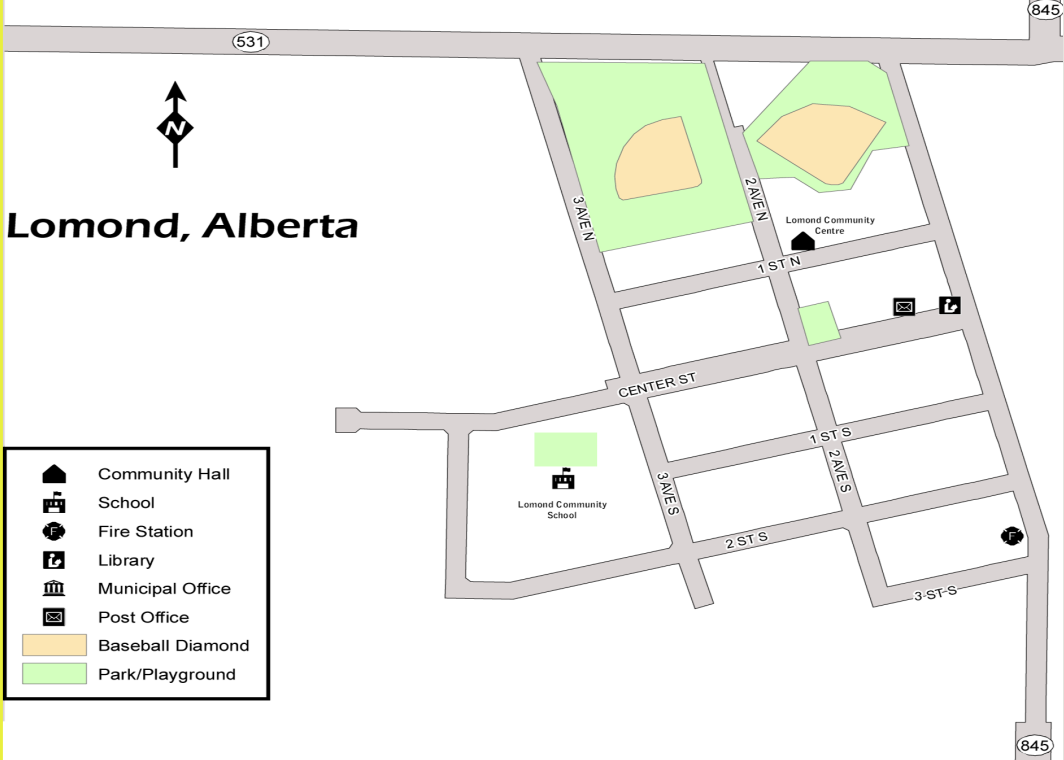 845
531
N
Lomond, Alberta
3 AVE N
2 AVE N
Lomond Community
Centre
1 ST N
CENTER ST
1 ST S
2 AVE S
3 AVE S
Lomond Community
School
2 ST S
F
3 ST S
845
Community Hall
School
F
Fire Station
Library
Municipal Office
Post Office
Baseball Diamond
Park/Playground